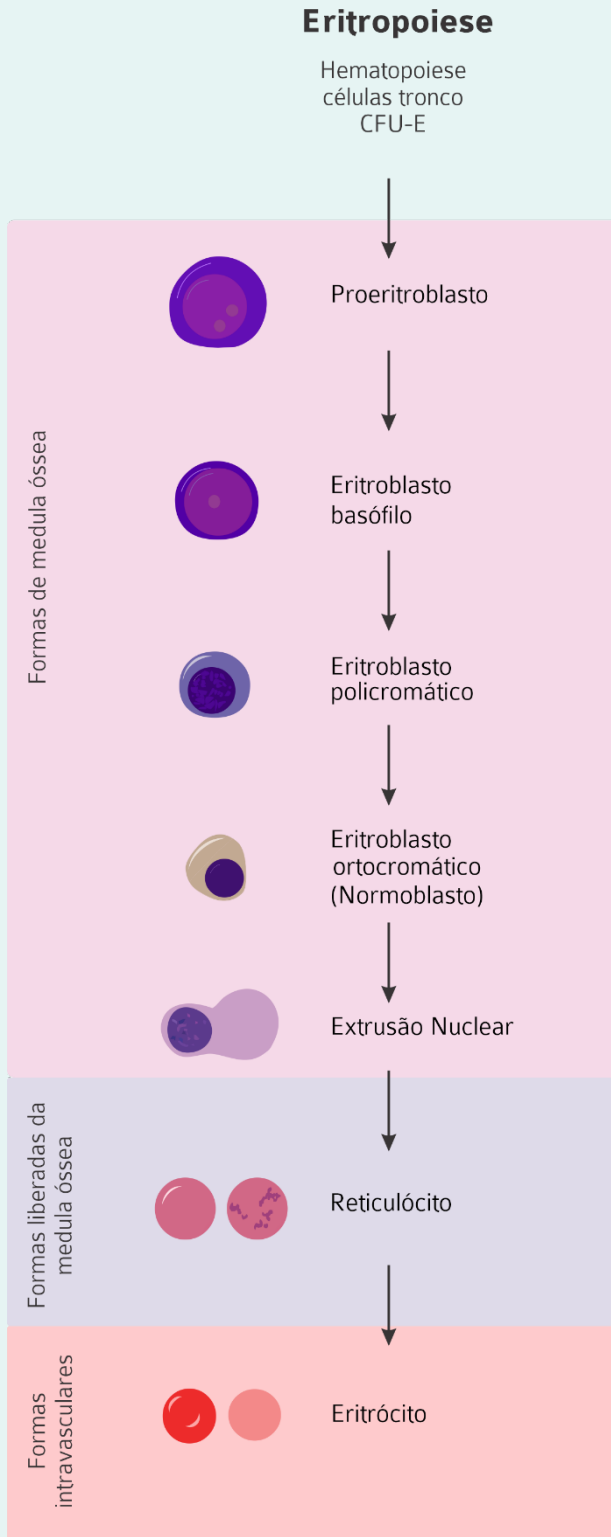 Eritropoiese
Hematopoiese
células tronco
CFU-E
Formas de medula óssea
Proeritroblasto
Eritroblasto
basófilo
Eritroblasto
policromático
Eritroblasto
ortocromático
(Normoblasto)
Extrusão Nuclear
Formas liberadas da
medula óssea
Reticulócito
Formas
intravasculares
Eritrócito